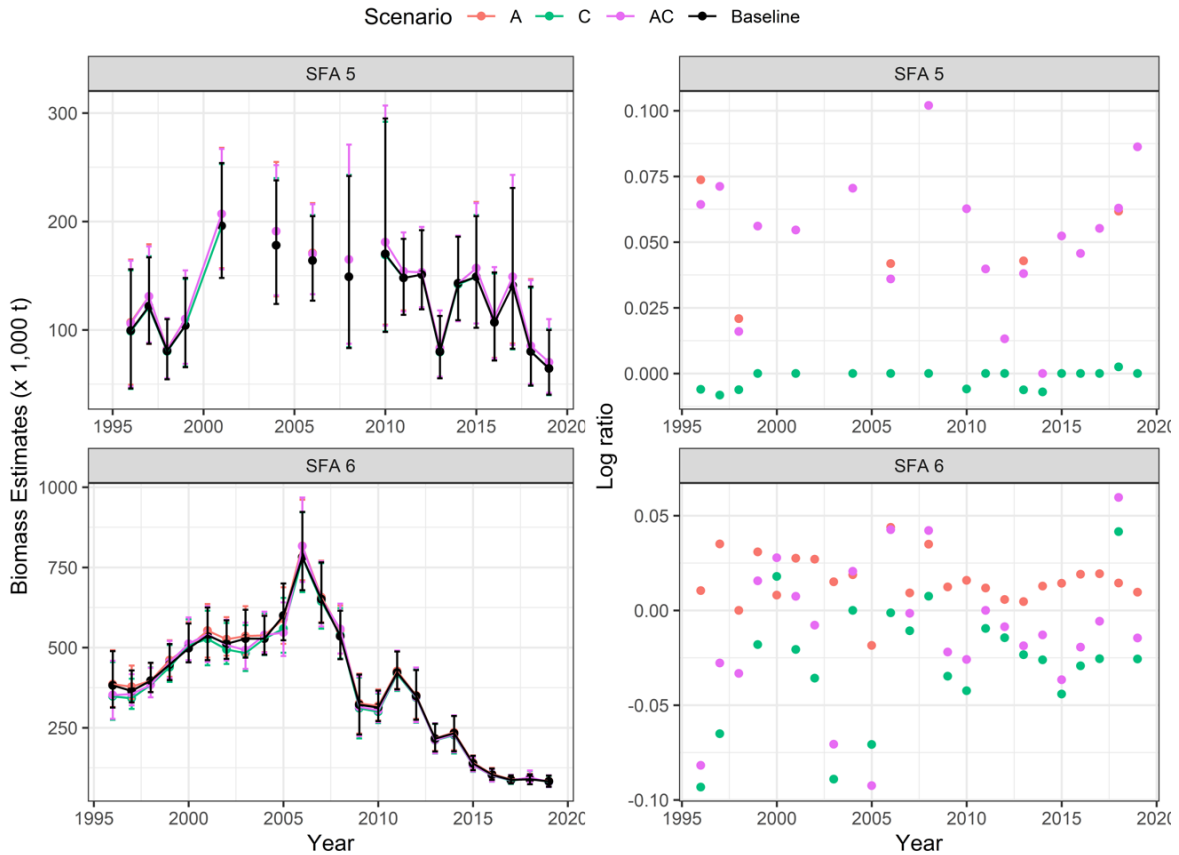 Scenario A C AC Baseline
SFA 5
300
200
100
1995 2000 2005 2010 2015 2020
SFA 6
1000
750
500
250
1995 2000 2005 2010 2015 2020
Year
Biomass Estimates (x 1,000 t)
SFA 5
0.100
0.075
0.050
0.025
0.000
1995 2000 2005 2010 2015 2020
SFA 6
0.05
0.00
-0.05
-0.10
1995 2000 2005 2010 2015 2020
Year
Log ratio